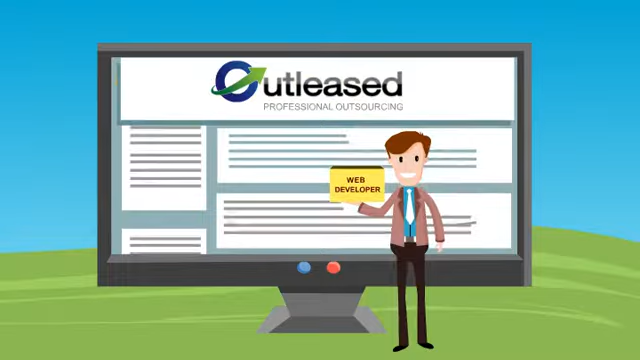 Outleased
PROFESSIONAL OUTSOURCING
WEB
DEVELOPER